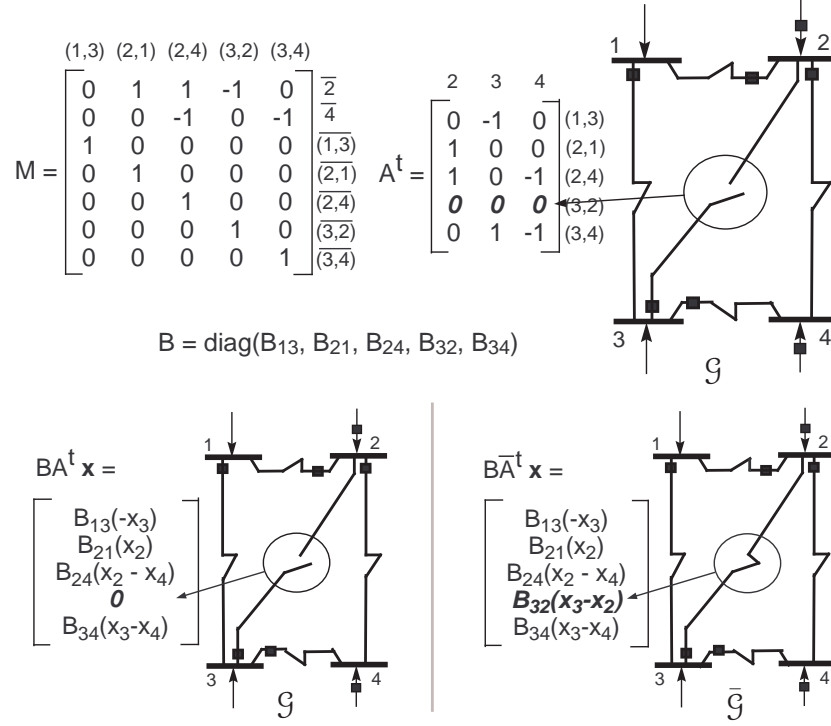 1 2
(1,3) (2,1) (2,4) (3,2) (3,4)
2 3 4
M =
0 1 1 -1 0 2̅
0 0 -1 0 -1 4̅
1 0 0 0 0 (1,3)̅
0 1 0 0 0 (2,1)̅
0 0 1 0 0 (2,4)̅
0 0 0 1 0 (3,2)̅
0 0 0 0 1 (3,4)̅
Aᵗ =
0 -1 0 (1,3)
1 0 0 (2,1)
1 0 -1 (2,4)
0 0 0 (3,2)
0 1 -1 (3,4)
3 4
𝒢
B = diag(B₁₃, B₂₁, B₂₄, B₃₂, B₃₄)
1 2
BAᵗ x =
B₁₃(-x₃)
B₂₁(x₂)
B₂₄(x₂ - x₄)
0
B₃₄(x₃-x₄)
3 4
𝒢
1 2
BA̅ᵗ x =
B₁₃(-x₃)
B₂₁(x₂)
B₂₄(x₂ - x₄)
B₃₂(x₃-x₂)
B₃₄(x₃-x₄)
3 4
𝒢̅